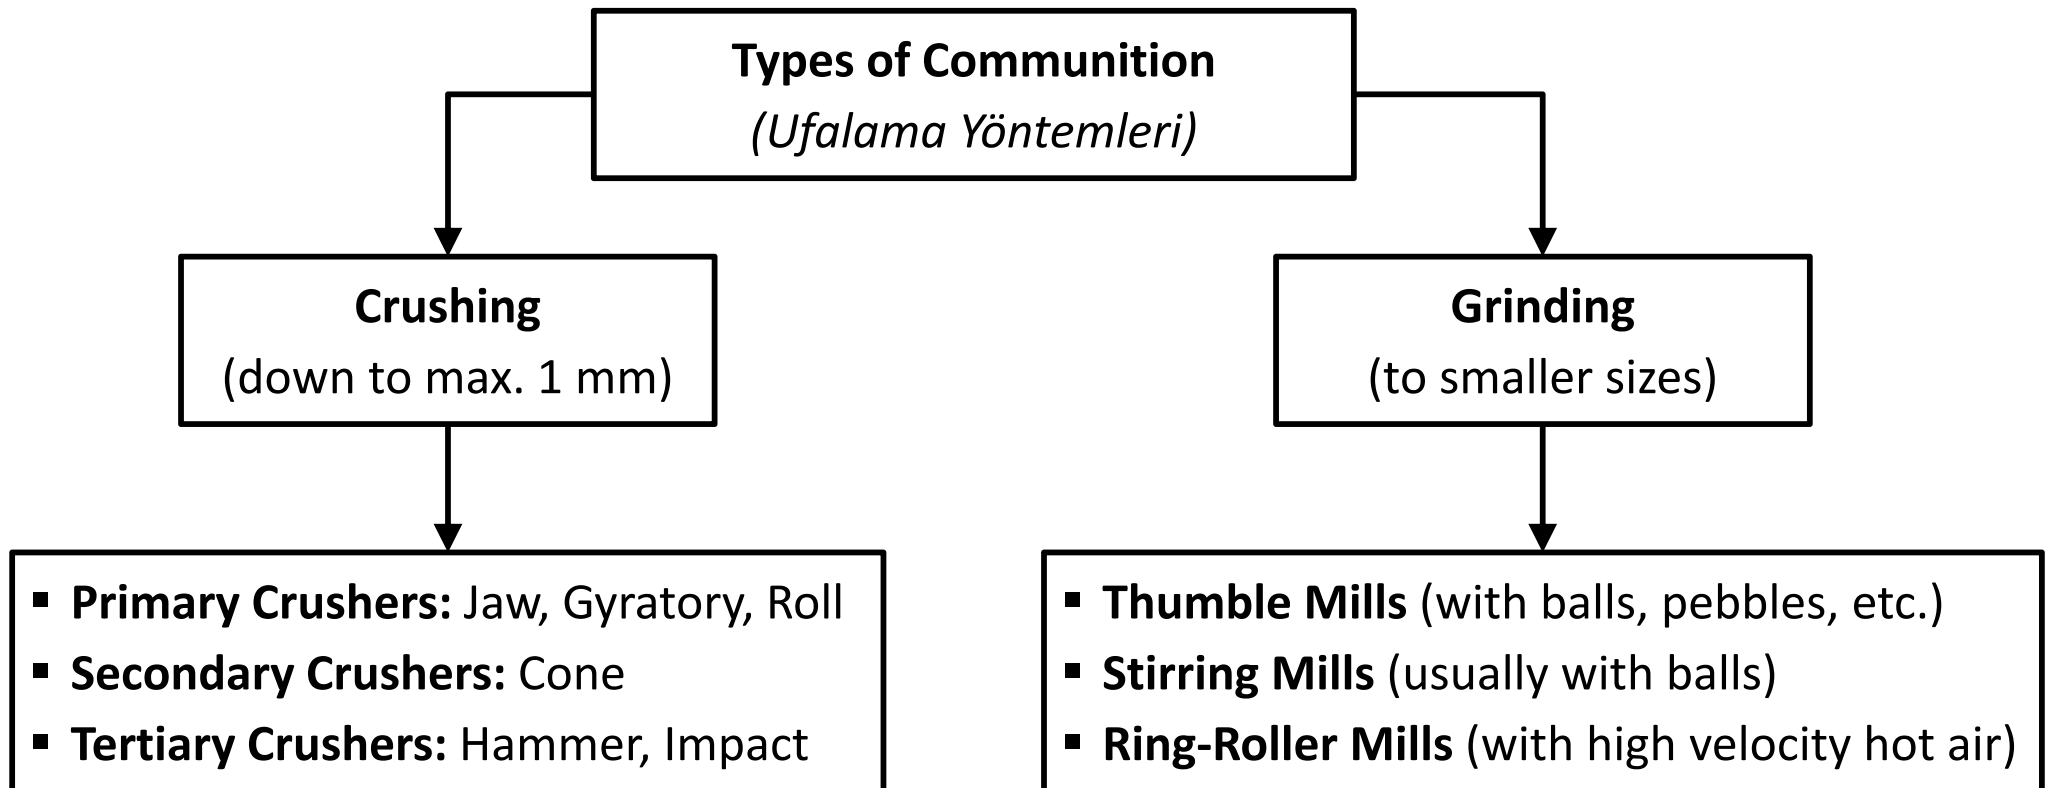 Types of Communition
(Ufalama Yöntemleri)
Crushing
(down to max. 1 mm)
Grinding
(to smaller sizes)
▪ Primary Crushers: Jaw, Gyratory, Roll
▪ Secondary Crushers: Cone
▪ Tertiary Crushers: Hammer, Impact
▪ Thumble Mills (with balls, pebbles, etc.)
▪ Stirring Mills (usually with balls)
▪ Ring-Roller Mills (with high velocity hot air)